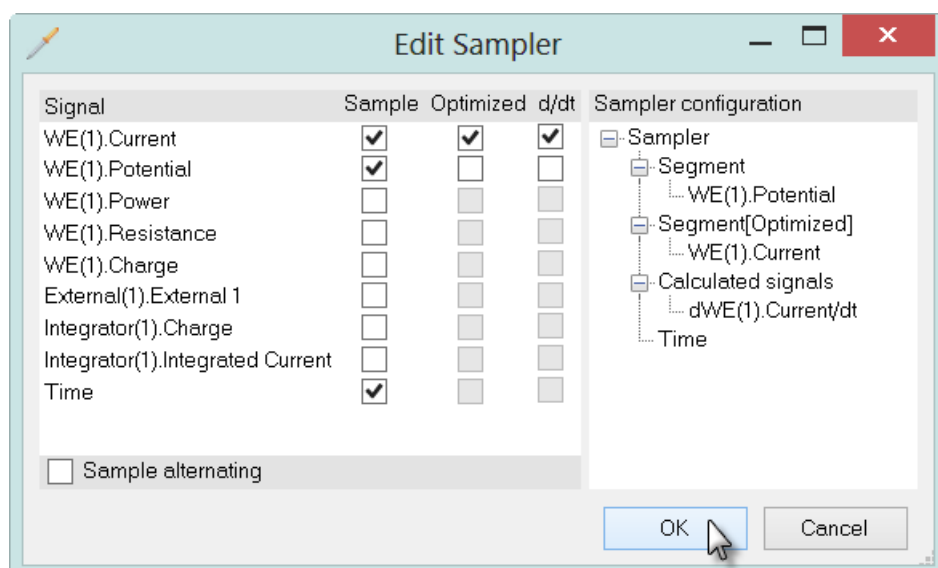 Edit Sampler
Signal Sample Optimized d/dt
WE(1).Current
WE(1).Potential
WE(1).Power
WE(1).Resistance
WE(1).Charge
External(1).External 1
Integrator(1).Charge
Integrator(1).Integrated Current
Time
Sample alternating
Sampler configuration
Sampler
Segment
WE(1).Potential
Segment[Optimized]
WE(1).Current
Calculated signals
dWE(1).Current/dt
Time
OK Cancel